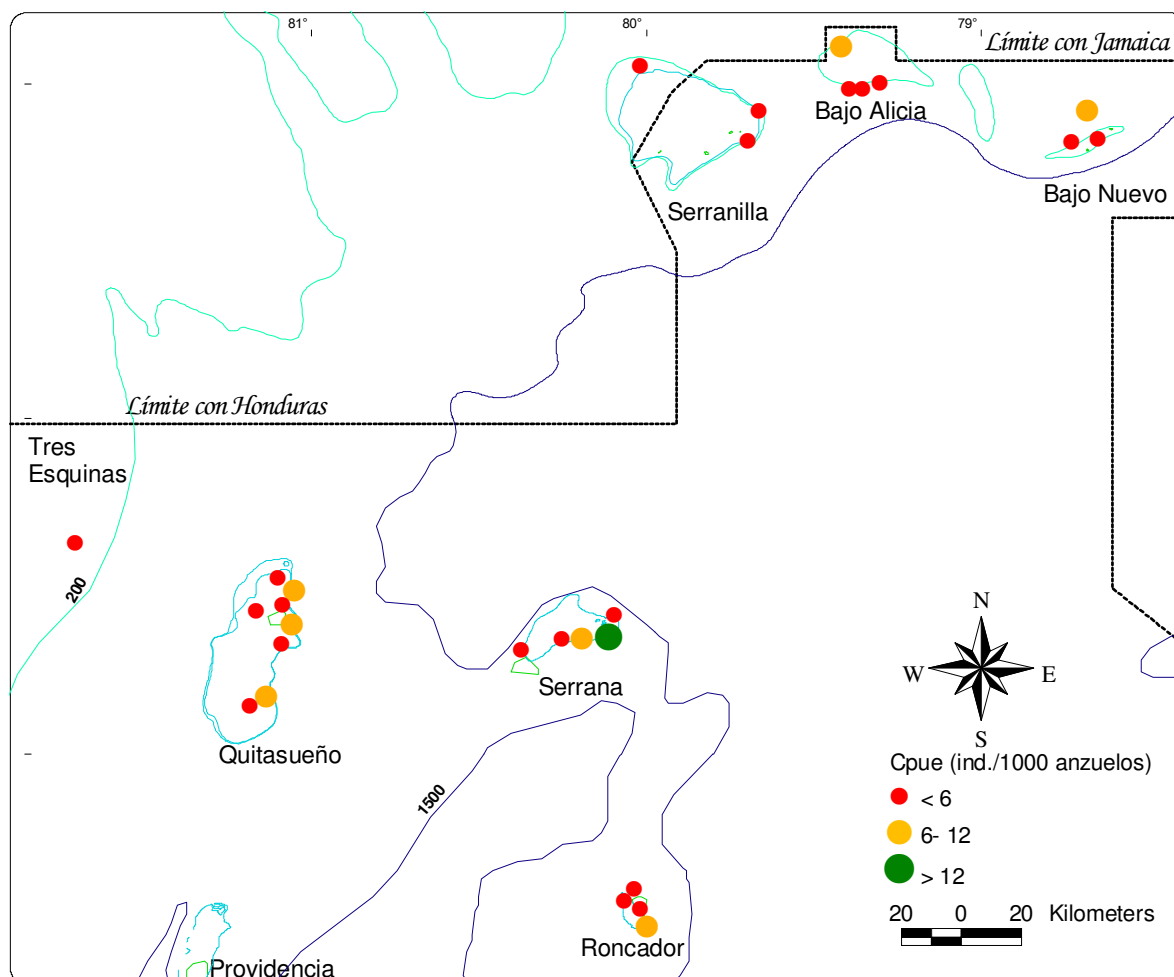 81°
80°
79°
Límite con Jamaica
Bajo Alicia
Serranilla
Bajo Nuevo
Límite con Honduras
Tres
Esquinas
200
Quitasueño
Serrana
1500
Roncador
Providencia
N
W
E
S
Cpue (ind./1000 anzuelos)
< 6
6- 12
> 12
20 0 20 Kilometers